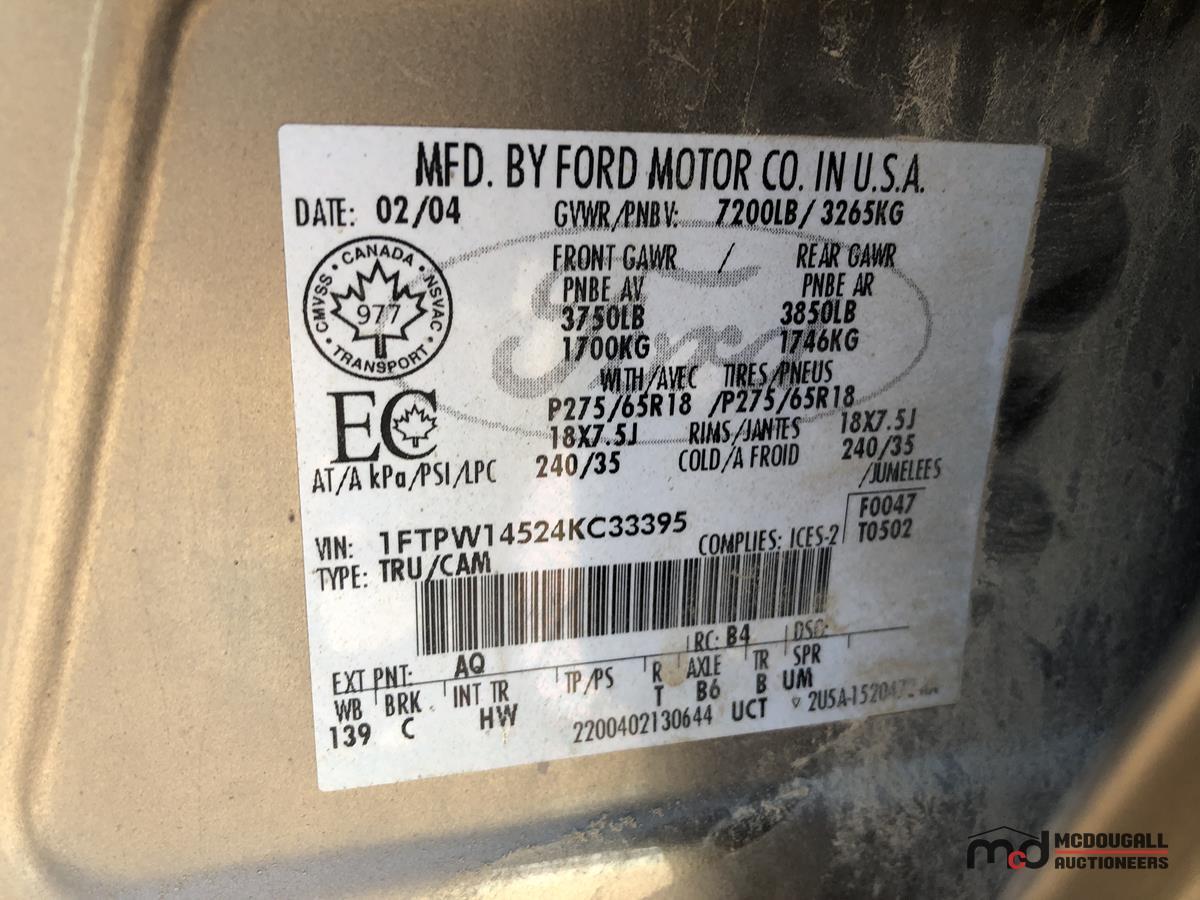 MFD. BY FORD MOTOR CO. IN U.S.A.
DATE: 02/04 GVWR/PNBV: 7200LB/ 3265KG
CMVSS • CANADA • NSVAC • TRANSPORT •
977
Ford
FRONT GAWR / REAR GAWR
PNBE AV PNBE AR
3750LB 3850LB
1700KG 1746KG
WITH/AVEC TIRES/PNEUS
P275/65R18 /P275/65R18
EC
18X7.5J RIMS/JANTES 18X7.5J
AT/A kPa/PSI/LPC 240/35 COLD/A FROID 240/35
/JUMELEES
VIN: 1FTPW14524KC33395 COMPLIES: ICES-2 F0047
TYPE: TRU/CAM T0502
RC: B4 DSO:
EXT PNT: AQ
WB BRK INT TR TP/PS R AXLE TR SPR
139 C HW T B6 B UM
2200402130644 UCT
mcd MCDOUGALL
AUCTIONEERS